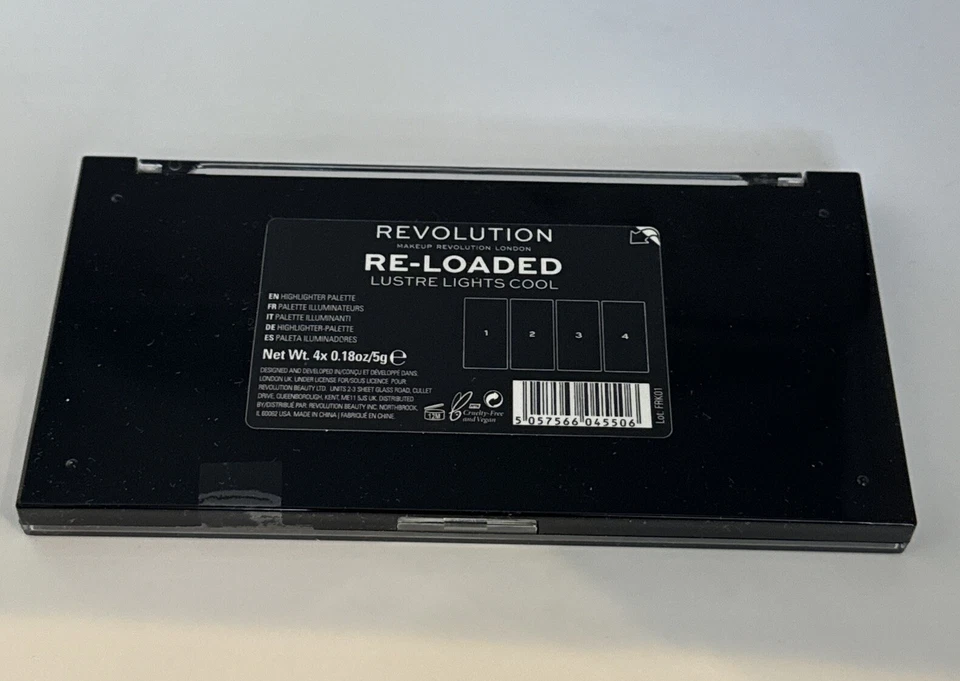 REVOLUTION
MAKEUP REVOLUTION LONDON
RE-LOADED
LUSTRE LIGHTS COOL
EN HIGHLIGHTER PALETTE
FR PALETTE ILLUMINATEURS
IT PALETTE ILLUMINANTI
DE HIGHLIGHTER-PALETTE
ES PALETA ILUMINADORES
Net Wt. 4x 0.18oz/5g ℮
DESIGNED AND DEVELOPED IN/CONÇU ET DÉVELOPPÉ DANS
LONDON UK. UNDER LICENSE FOR/SOUS LICENCE POUR
REVOLUTION BEAUTY LTD. UNITS 2-3 SHEET GLASS ROAD, CULLET
DRIVE, QUEENBOROUGH, KENT, ME11 5JS UK. DISTRIBUTED
BY/DISTRIBUÉ PAR: REVOLUTION BEAUTY INC. NORTHBROOK,
IL 60062 USA. MADE IN CHINA | FABRIQUÉ EN CHINE.
1 2 3 4
12M
Cruelty-Free
and Vegan
5 057566 045506
Lot: FRK01